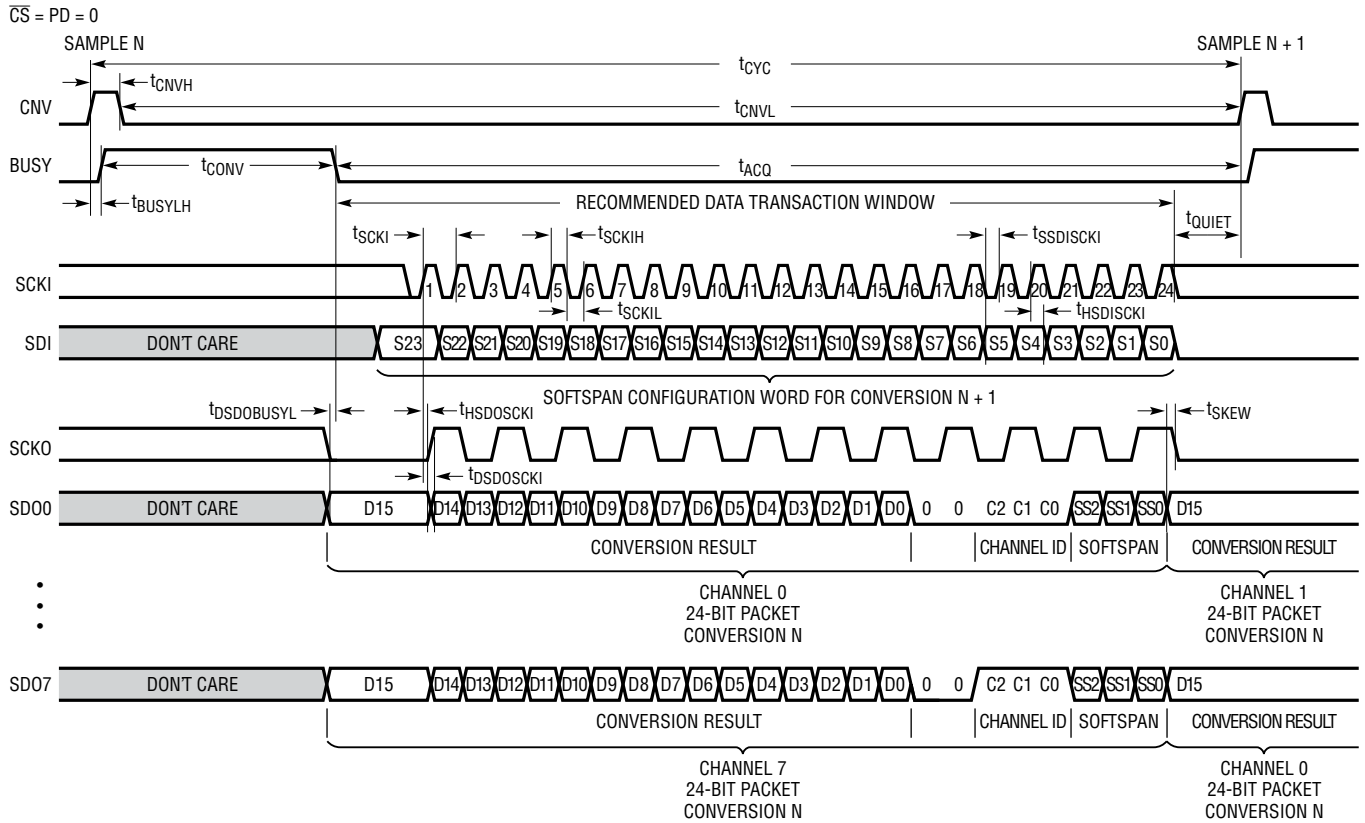 CS = PD = 0
SAMPLE N
SAMPLE N + 1
tCYC
tCNVH
CNV
tCNVL
BUSY
tCONV
tACQ
tBUSYLH
RECOMMENDED DATA TRANSACTION WINDOW
tSCKI
tSCKIH
tSSDISCKI
tQUIET
SCKI
1 2 3 4 5 6 7 8 9 10 11 12 13 14 15 16 17 18 19 20 21 22 23 24
tSCKIL
tHSDISCKI
SDI
DON'T CARE
S23 S22 S21 S20 S19 S18 S17 S16 S15 S14 S13 S12 S11 S10 S9 S8 S7 S6 S5 S4 S3 S2 S1 S0
SOFTSPAN CONFIGURATION WORD FOR CONVERSION N + 1
tDSDOBUSYL
tHSDOSCKI
tSKEW
SCKO
tDSDOSCKI
SDO0
DON'T CARE
D15 D14 D13 D12 D11 D10 D9 D8 D7 D6 D5 D4 D3 D2 D1 D0 0 0 C2 C1 C0 SS2 SS1 SS0 D15
CONVERSION RESULT
CHANNEL ID
SOFTSPAN
CONVERSION RESULT
CHANNEL 0
24-BIT PACKET
CONVERSION N
CHANNEL 1
24-BIT PACKET
CONVERSION N
SDO7
DON'T CARE
D15 D14 D13 D12 D11 D10 D9 D8 D7 D6 D5 D4 D3 D2 D1 D0 0 0 C2 C1 C0 SS2 SS1 SS0 D15
CONVERSION RESULT
CHANNEL ID
SOFTSPAN
CONVERSION RESULT
CHANNEL 7
24-BIT PACKET
CONVERSION N
CHANNEL 0
24-BIT PACKET
CONVERSION N